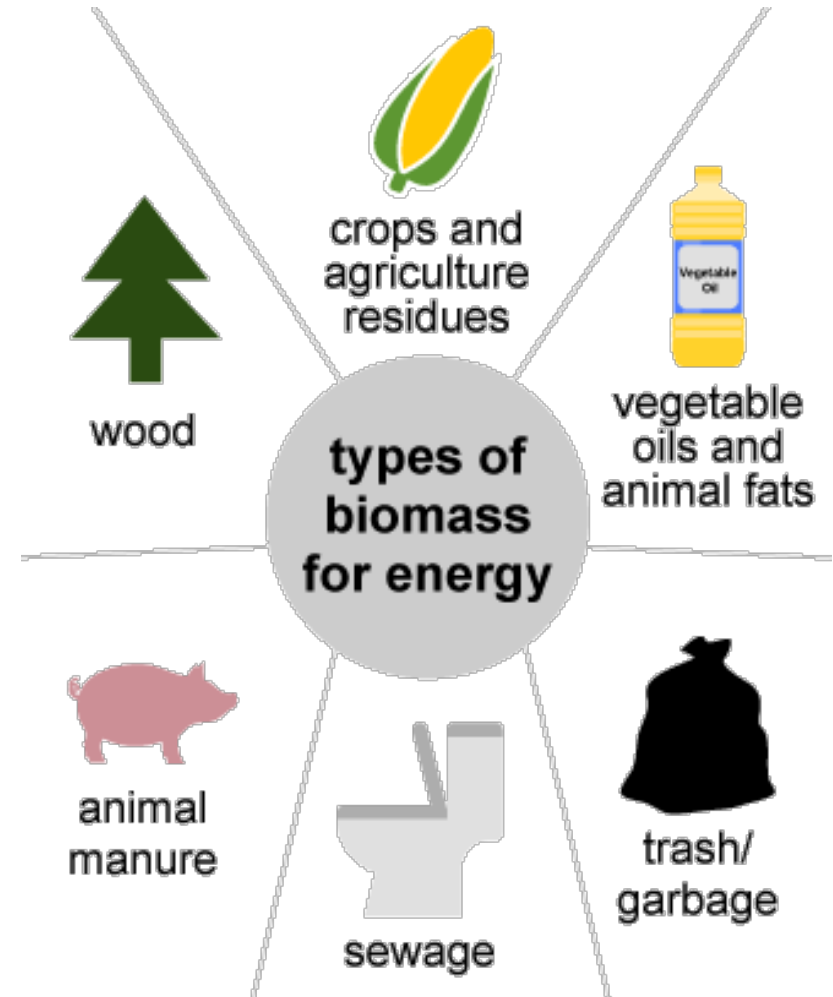 crops and
agriculture
residues
Vegetable
Oil
vegetable
oils and
animal fats
wood
types of
biomass
for energy
animal
manure
sewage
trash/
garbage